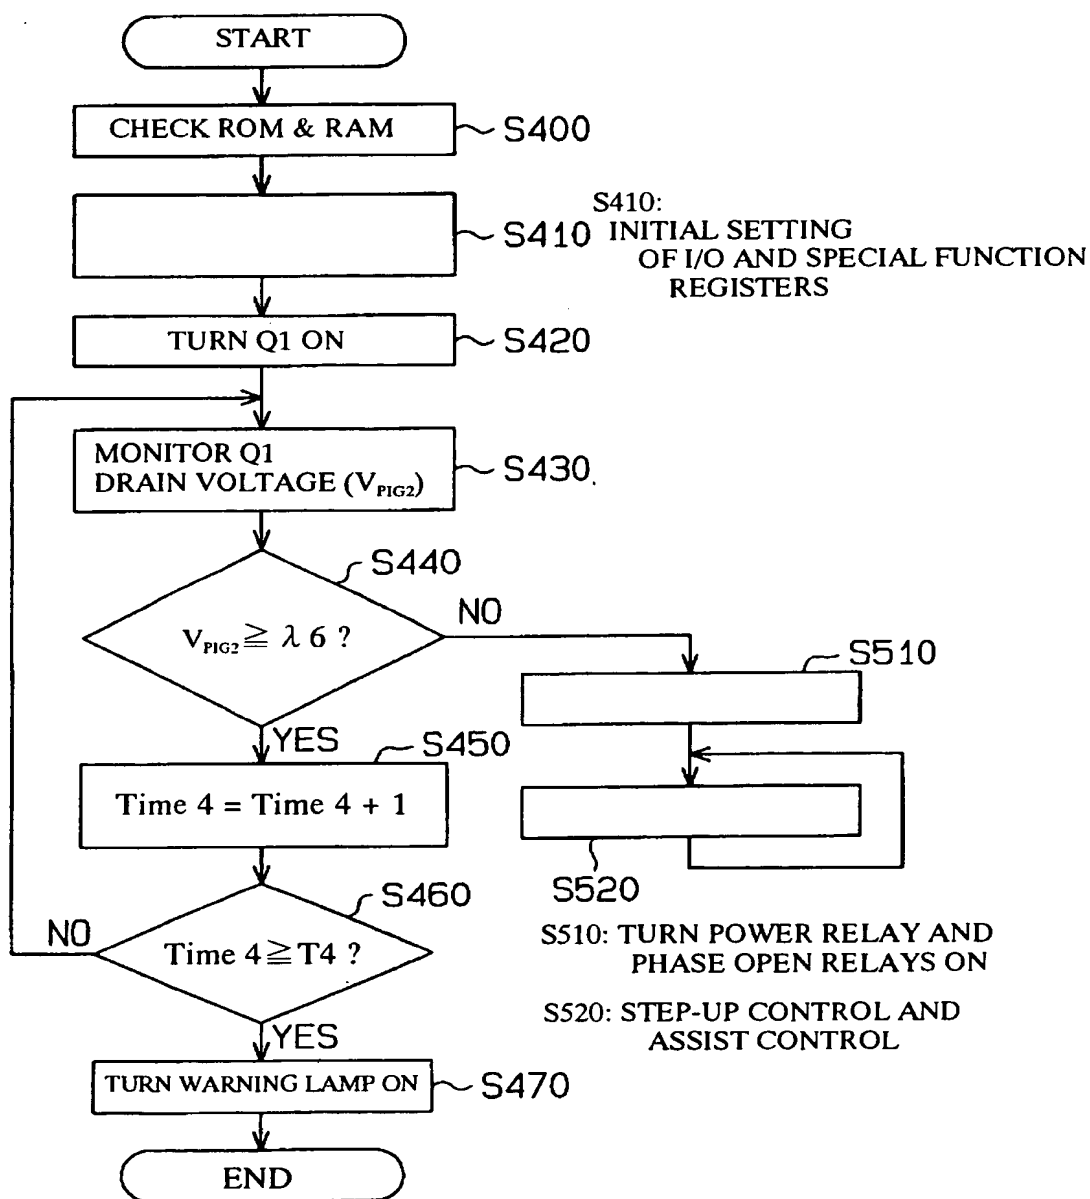 START
CHECK ROM & RAM
S400
S410
S410:
INITIAL SETTING
OF I/O AND SPECIAL FUNCTION
REGISTERS
TURN Q1 ON
S420
MONITOR Q1
DRAIN VOLTAGE (V_PIG2)
S430
S440
V_PIG2 ≧ λ 6 ?
NO
YES
S450
Time 4 = Time 4 + 1
S460
Time 4 ≧ T4 ?
NO
YES
TURN WARNING LAMP ON
S470
END
S510
S520
S510: TURN POWER RELAY AND
PHASE OPEN RELAYS ON
S520: STEP-UP CONTROL AND
ASSIST CONTROL